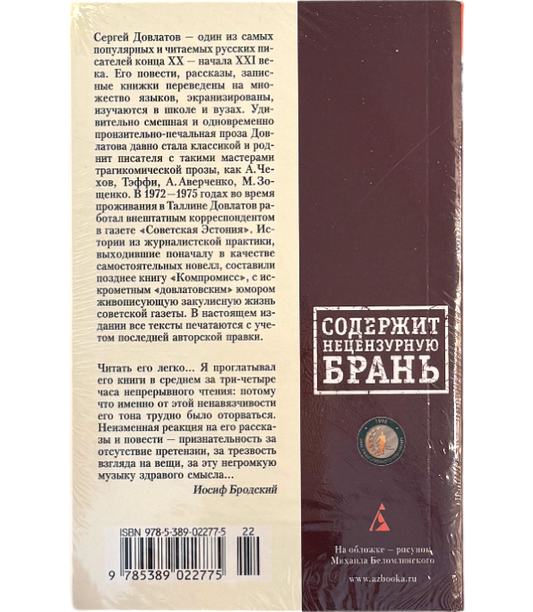 Сергей Довлатов — один из самых
популярных и читаемых русских пи-
сателей конца XX — начала XXI ве-
ка. Его повести, рассказы, запис-
ные книжки переведены на мно-
жество языков, экранизированы,
изучаются в школе и вузах. Уди-
вительно смешная и одновременно
пронзительно-печальная проза Дов-
латова давно стала классикой и род-
нит писателя с такими мастерами
трагикомической прозы, как А. Че-
хов, Тэффи, А. Аверченко, М. Зо-
щенко. В 1972—1975 годах во время
проживания в Таллине Довлатов ра-
ботал внештатным корреспондентом
в газете «Советская Эстония». Ис-
тории из журналистской практики,
выходившие поначалу в качестве
самостоятельных новелл, составили
позднее книгу «Компромисс», с ис-
крометным «довлатовским» юмором
живописующую закулисную жизнь
советской газеты. В настоящем из-
дании все тексты печатаются с уче-
том последней авторской правки.
Читать его легко... Я проглатывал
его книги в среднем за три-четыре
часа непрерывного чтения: потому
что именно от этой ненавязчивости
его тона трудно было оторваться.
Неизменная реакция на его расска-
зы и повести — признательность за
отсутствие претензии, за трезвость
взгляда на вещи, за эту негромкую
музыку здравого смысла...
Иосиф Бродский
ISBN 978-5-389-02277-5 22
9 785389 022775
СОДЕРЖИТ
НЕЦЕНЗУРНУЮ
БРАНЬ
На обложке — рисунок
Михаила Беломлинского
www.azbooka.ru